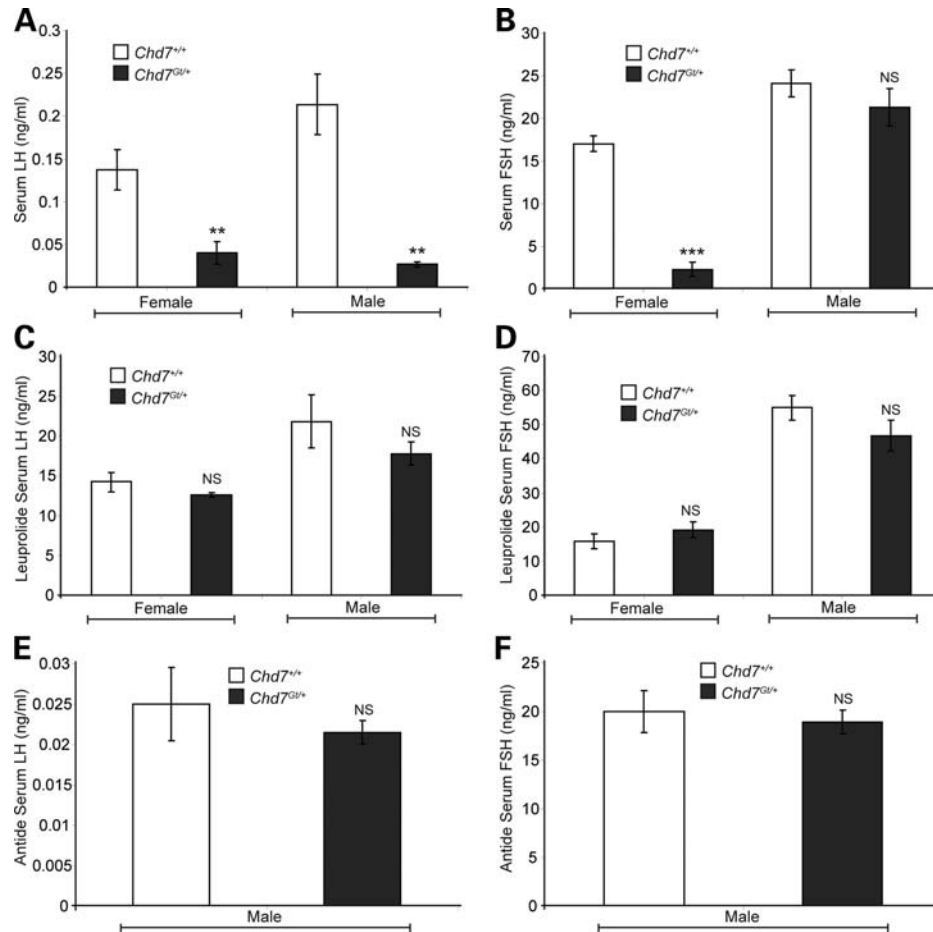 A
Serum LH (ng/ml)
0.3
0.25
0.2
0.15
0.1
0.05
0
Chd7+/+
Chd7Gt/+
**
**
Female
Male
B
Serum FSH (ng/ml)
30
25
20
15
10
5
0
Chd7+/+
Chd7Gt/+
***
NS
Female
Male
C
Leuprolide Serum LH (ng/ml)
30
25
20
15
10
5
0
Chd7+/+
Chd7Gt/+
NS
NS
Female
Male
D
Leuprolide Serum FSH (ng/ml)
70
60
50
40
30
20
10
0
Chd7+/+
Chd7Gt/+
NS
NS
Female
Male
E
Antide Serum LH (ng/ml)
0.03
0.025
0.02
0.015
0.01
0.005
0
Chd7+/+
Chd7Gt/+
NS
Male
F
Antide Serum FSH (ng/ml)
25
20
15
10
5
0
Chd7+/+
Chd7Gt/+
NS
Male